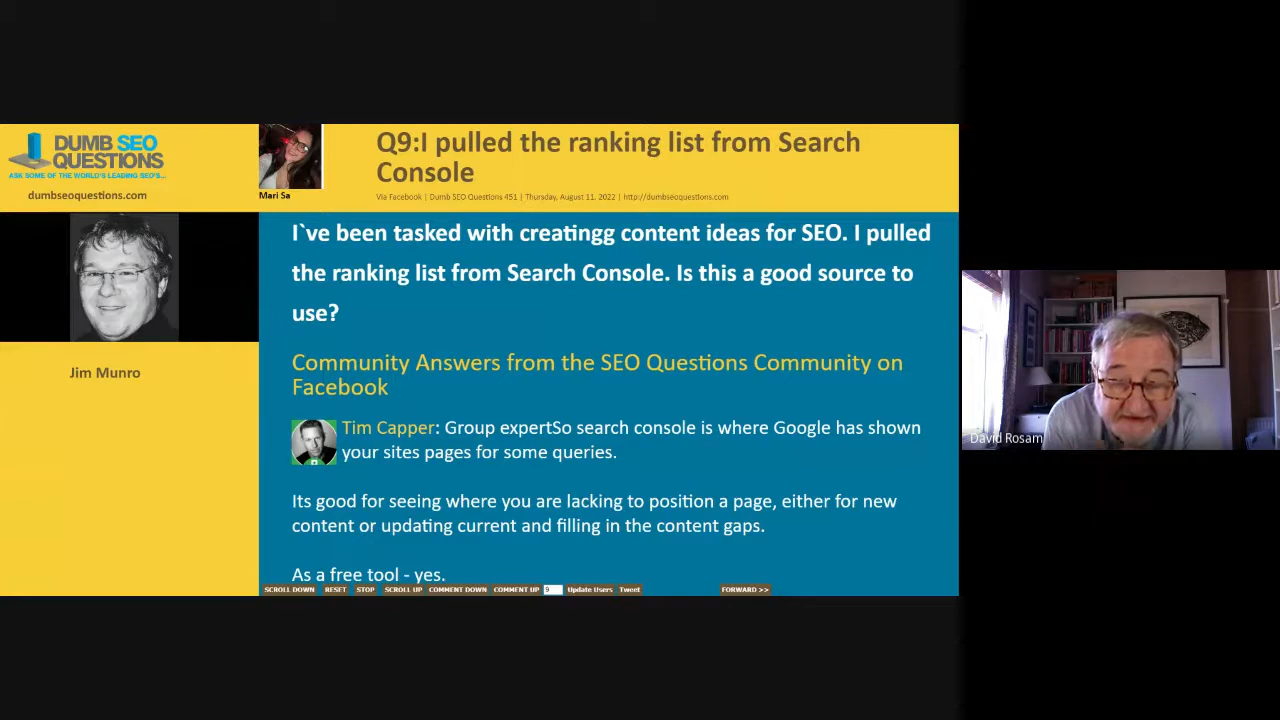 DUMB SEO
QUESTIONS
ASK SOME OF THE WORLD'S LEADING SEO'S...
dumbseoquestions.com
Mari Sa
Q9:I pulled the ranking list from Search
Console
Via Facebook | Dumb SEO Questions 451 | Thursday, August 11, 2022 | http://dumbseoquestions.com
Jim Munro
I`ve been tasked with creatingg content ideas for SEO. I pulled
the ranking list from Search Console. Is this a good source to
use?
Community Answers from the SEO Questions Community on
Facebook
Tim Capper: Group expertSo search console is where Google has shown
your sites pages for some queries.
Its good for seeing where you are lacking to position a page, either for new
content or updating current and filling in the content gaps.
As a free tool - yes.
SCROLL DOWN RESET STOP SCROLL UP COMMENT DOWN COMMENT UP 9 Update Users Tweet FORWARD >>
David Rosam